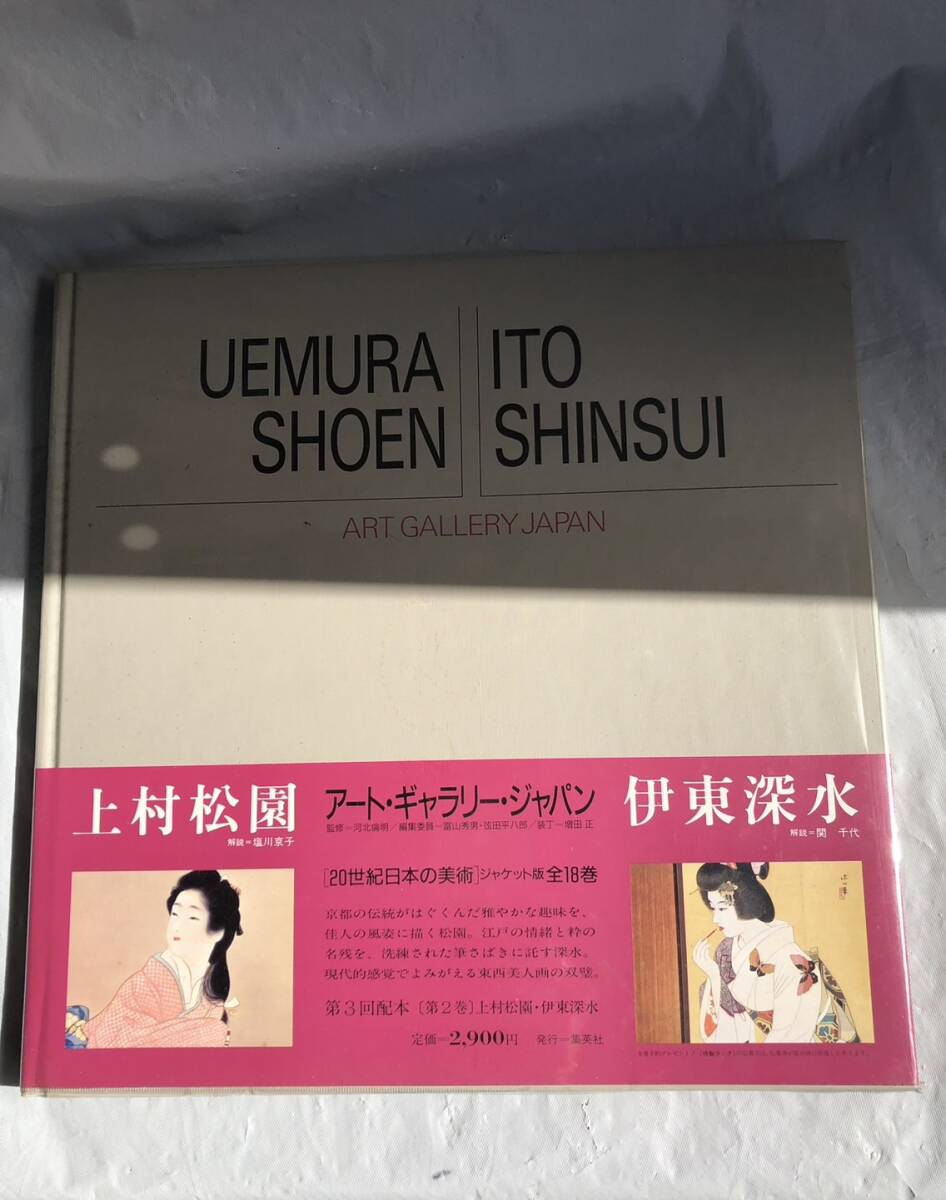 UEMURA
SHOEN
ITO
SHINSUI
ART GALLERY JAPAN
上村松園
解説=塩川京子
アート・ギャラリー・ジャパン
監修―河北倫明/編集委員―富山秀男・弦田平八郎/装丁―増田 正
[20世紀日本の美術]ジャケット版 全18巻
京都の伝統がはぐくんだ雅やかな趣味を、
佳人の風姿に描く松園。江戸の情緒と粋の
名残を、洗練された筆さばきに託す深水。
現代的感覚でよみがえる東西美人画の双璧。
第3回配本〔第2巻〕上村松園・伊東深水
定価=2,900円 発行―集英社
伊東深水
解説=関 千代